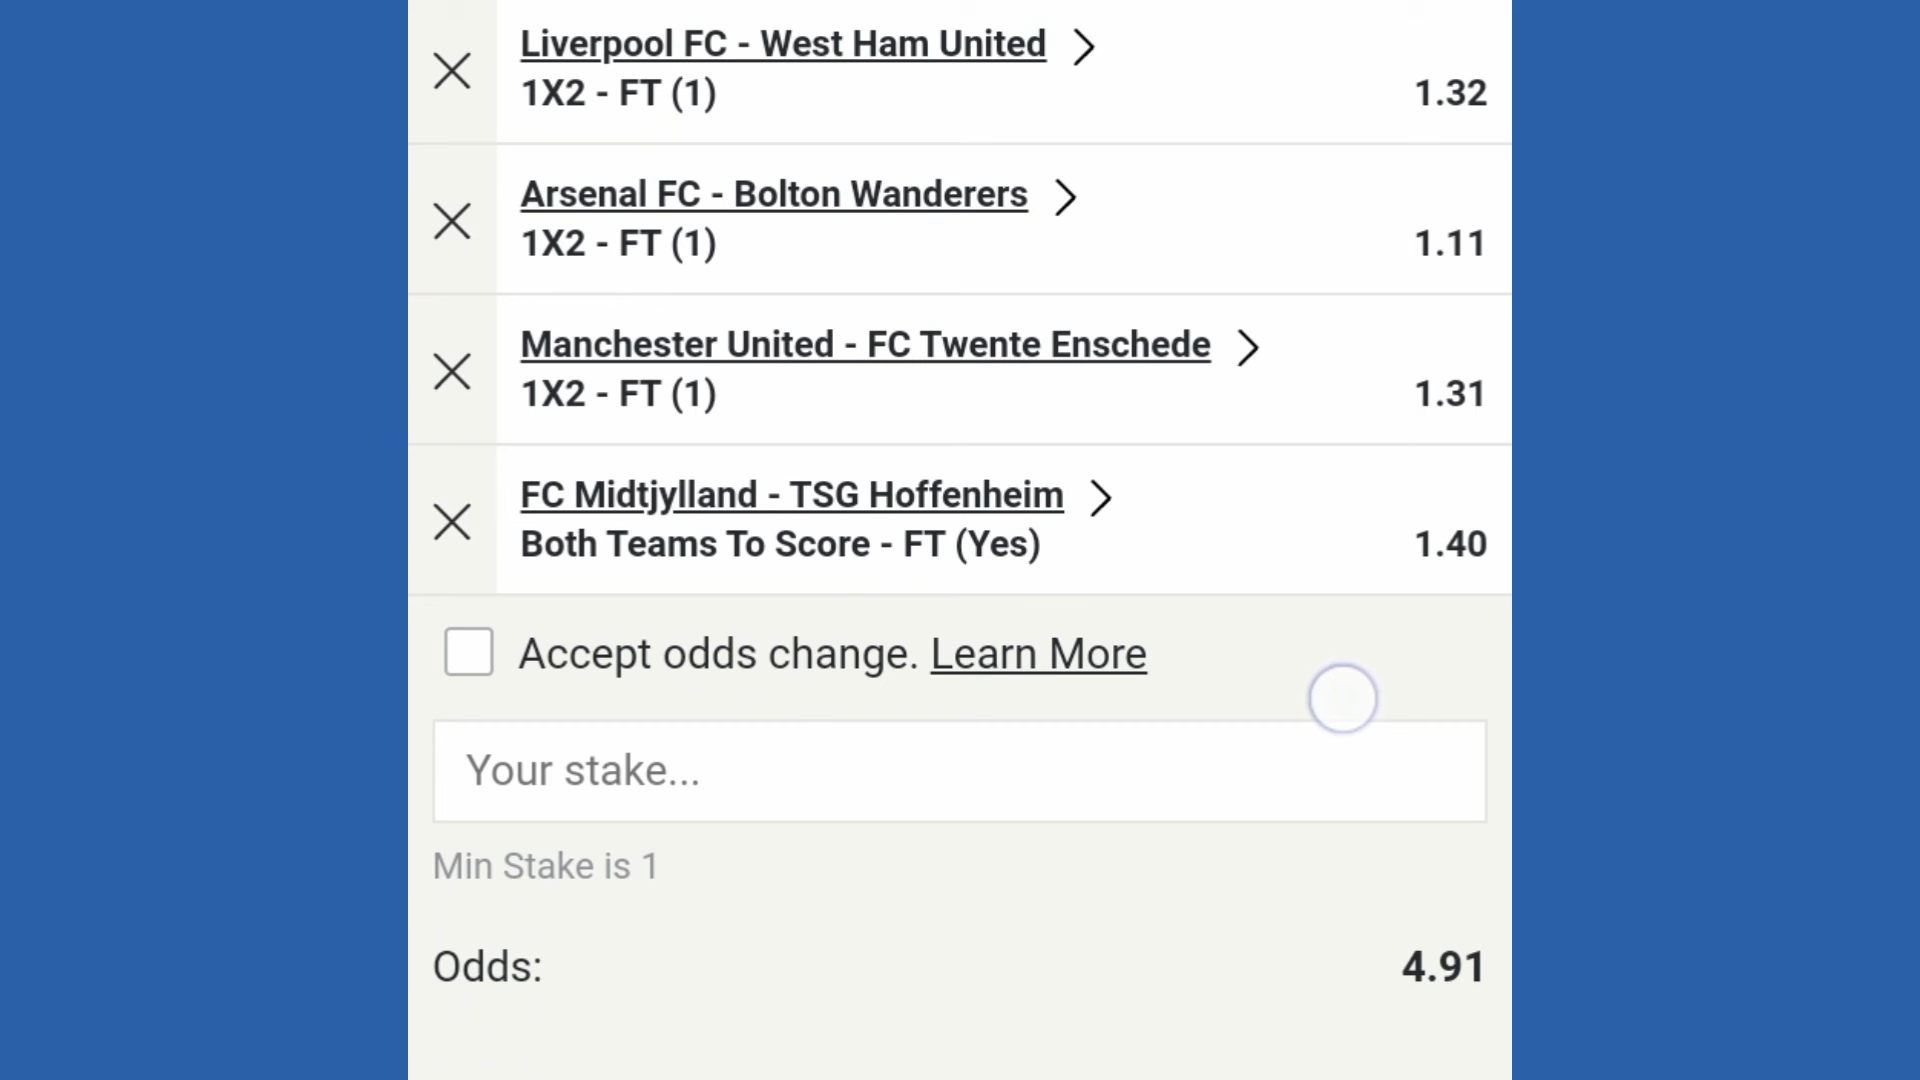 Liverpool FC - West Ham United
1X2 - FT (1)
1.32
Arsenal FC - Bolton Wanderers
1X2 - FT (1)
1.11
Manchester United - FC Twente Enschede
1X2 - FT (1)
1.31
FC Midtjylland - TSG Hoffenheim
Both Teams To Score - FT (Yes)
1.40
Accept odds change. Learn More
Your stake...
Min Stake is 1
Odds:
4.91